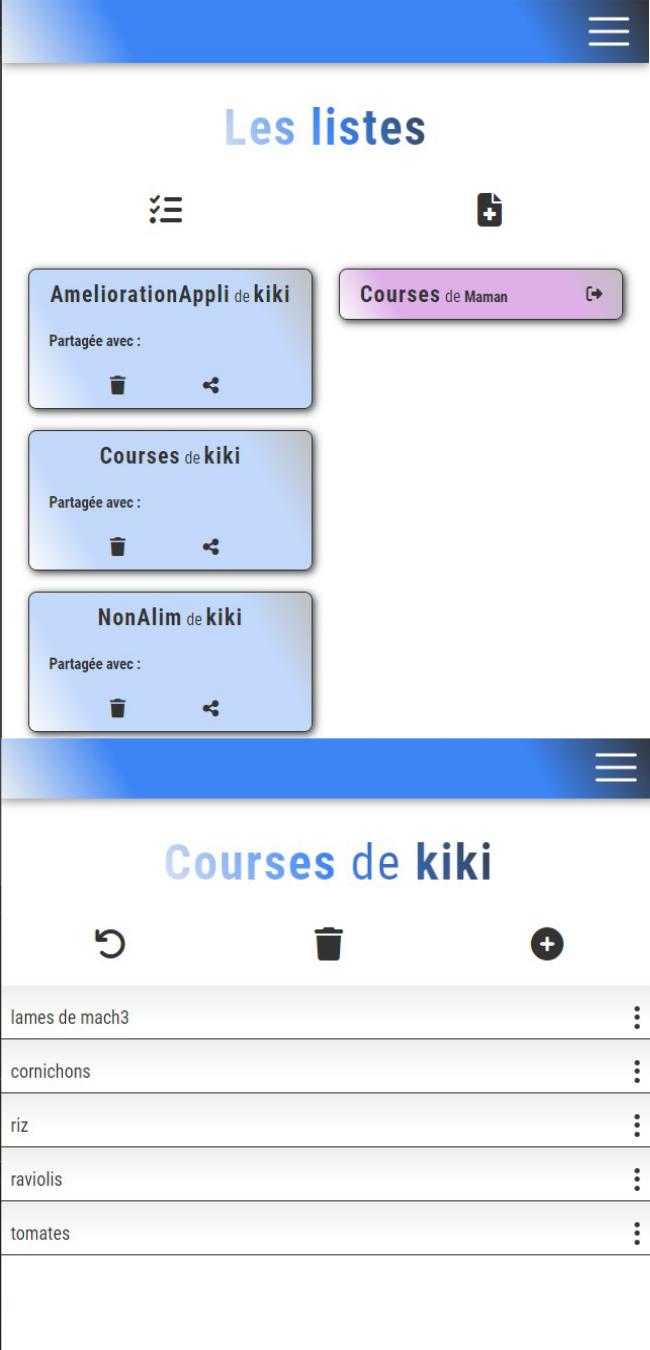 Les listes
AmeliorationAppli de kiki
Partagée avec :
Courses de Maman
Courses de kiki
Partagée avec :
NonAlim de kiki
Partagée avec :
Courses de kiki
lames de mach3
cornichons
riz
raviolis
tomates